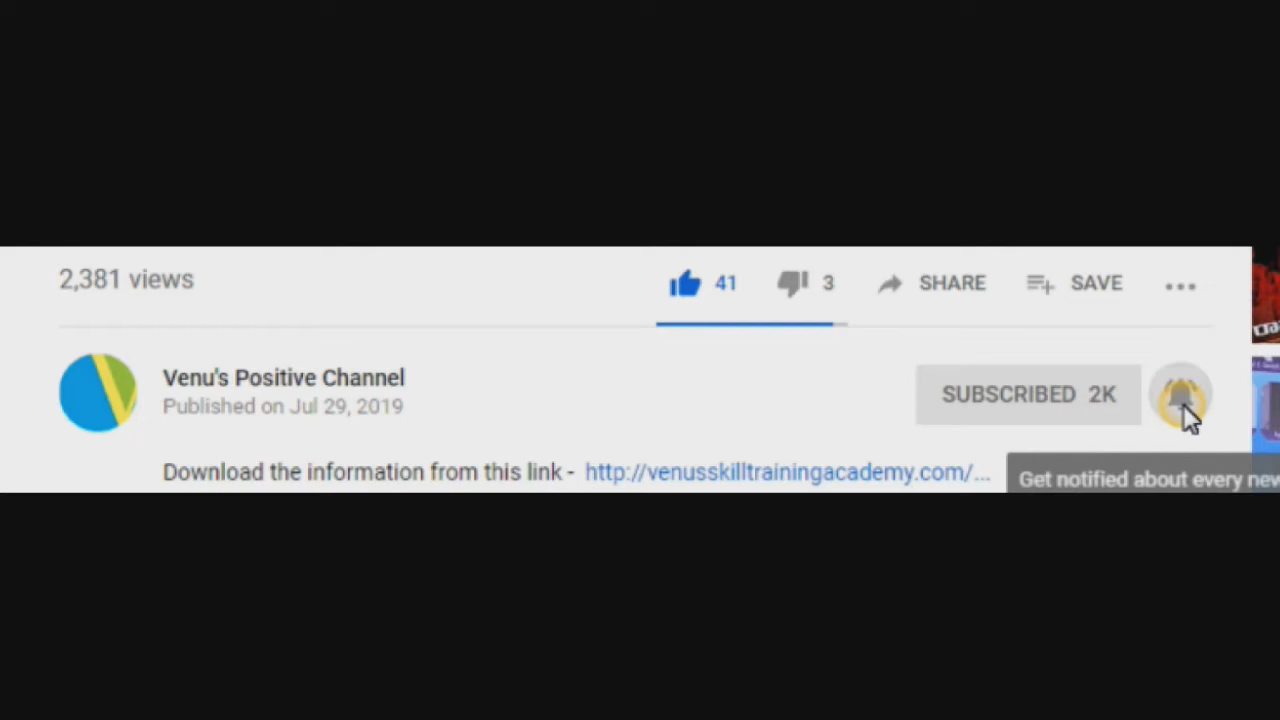 2,381 views
41 3 SHARE SAVE
Venu's Positive Channel
Published on Jul 29, 2019
SUBSCRIBED 2K
Download the information from this link - http://venusskilltrainingacademy.com/...
Get notified about every new